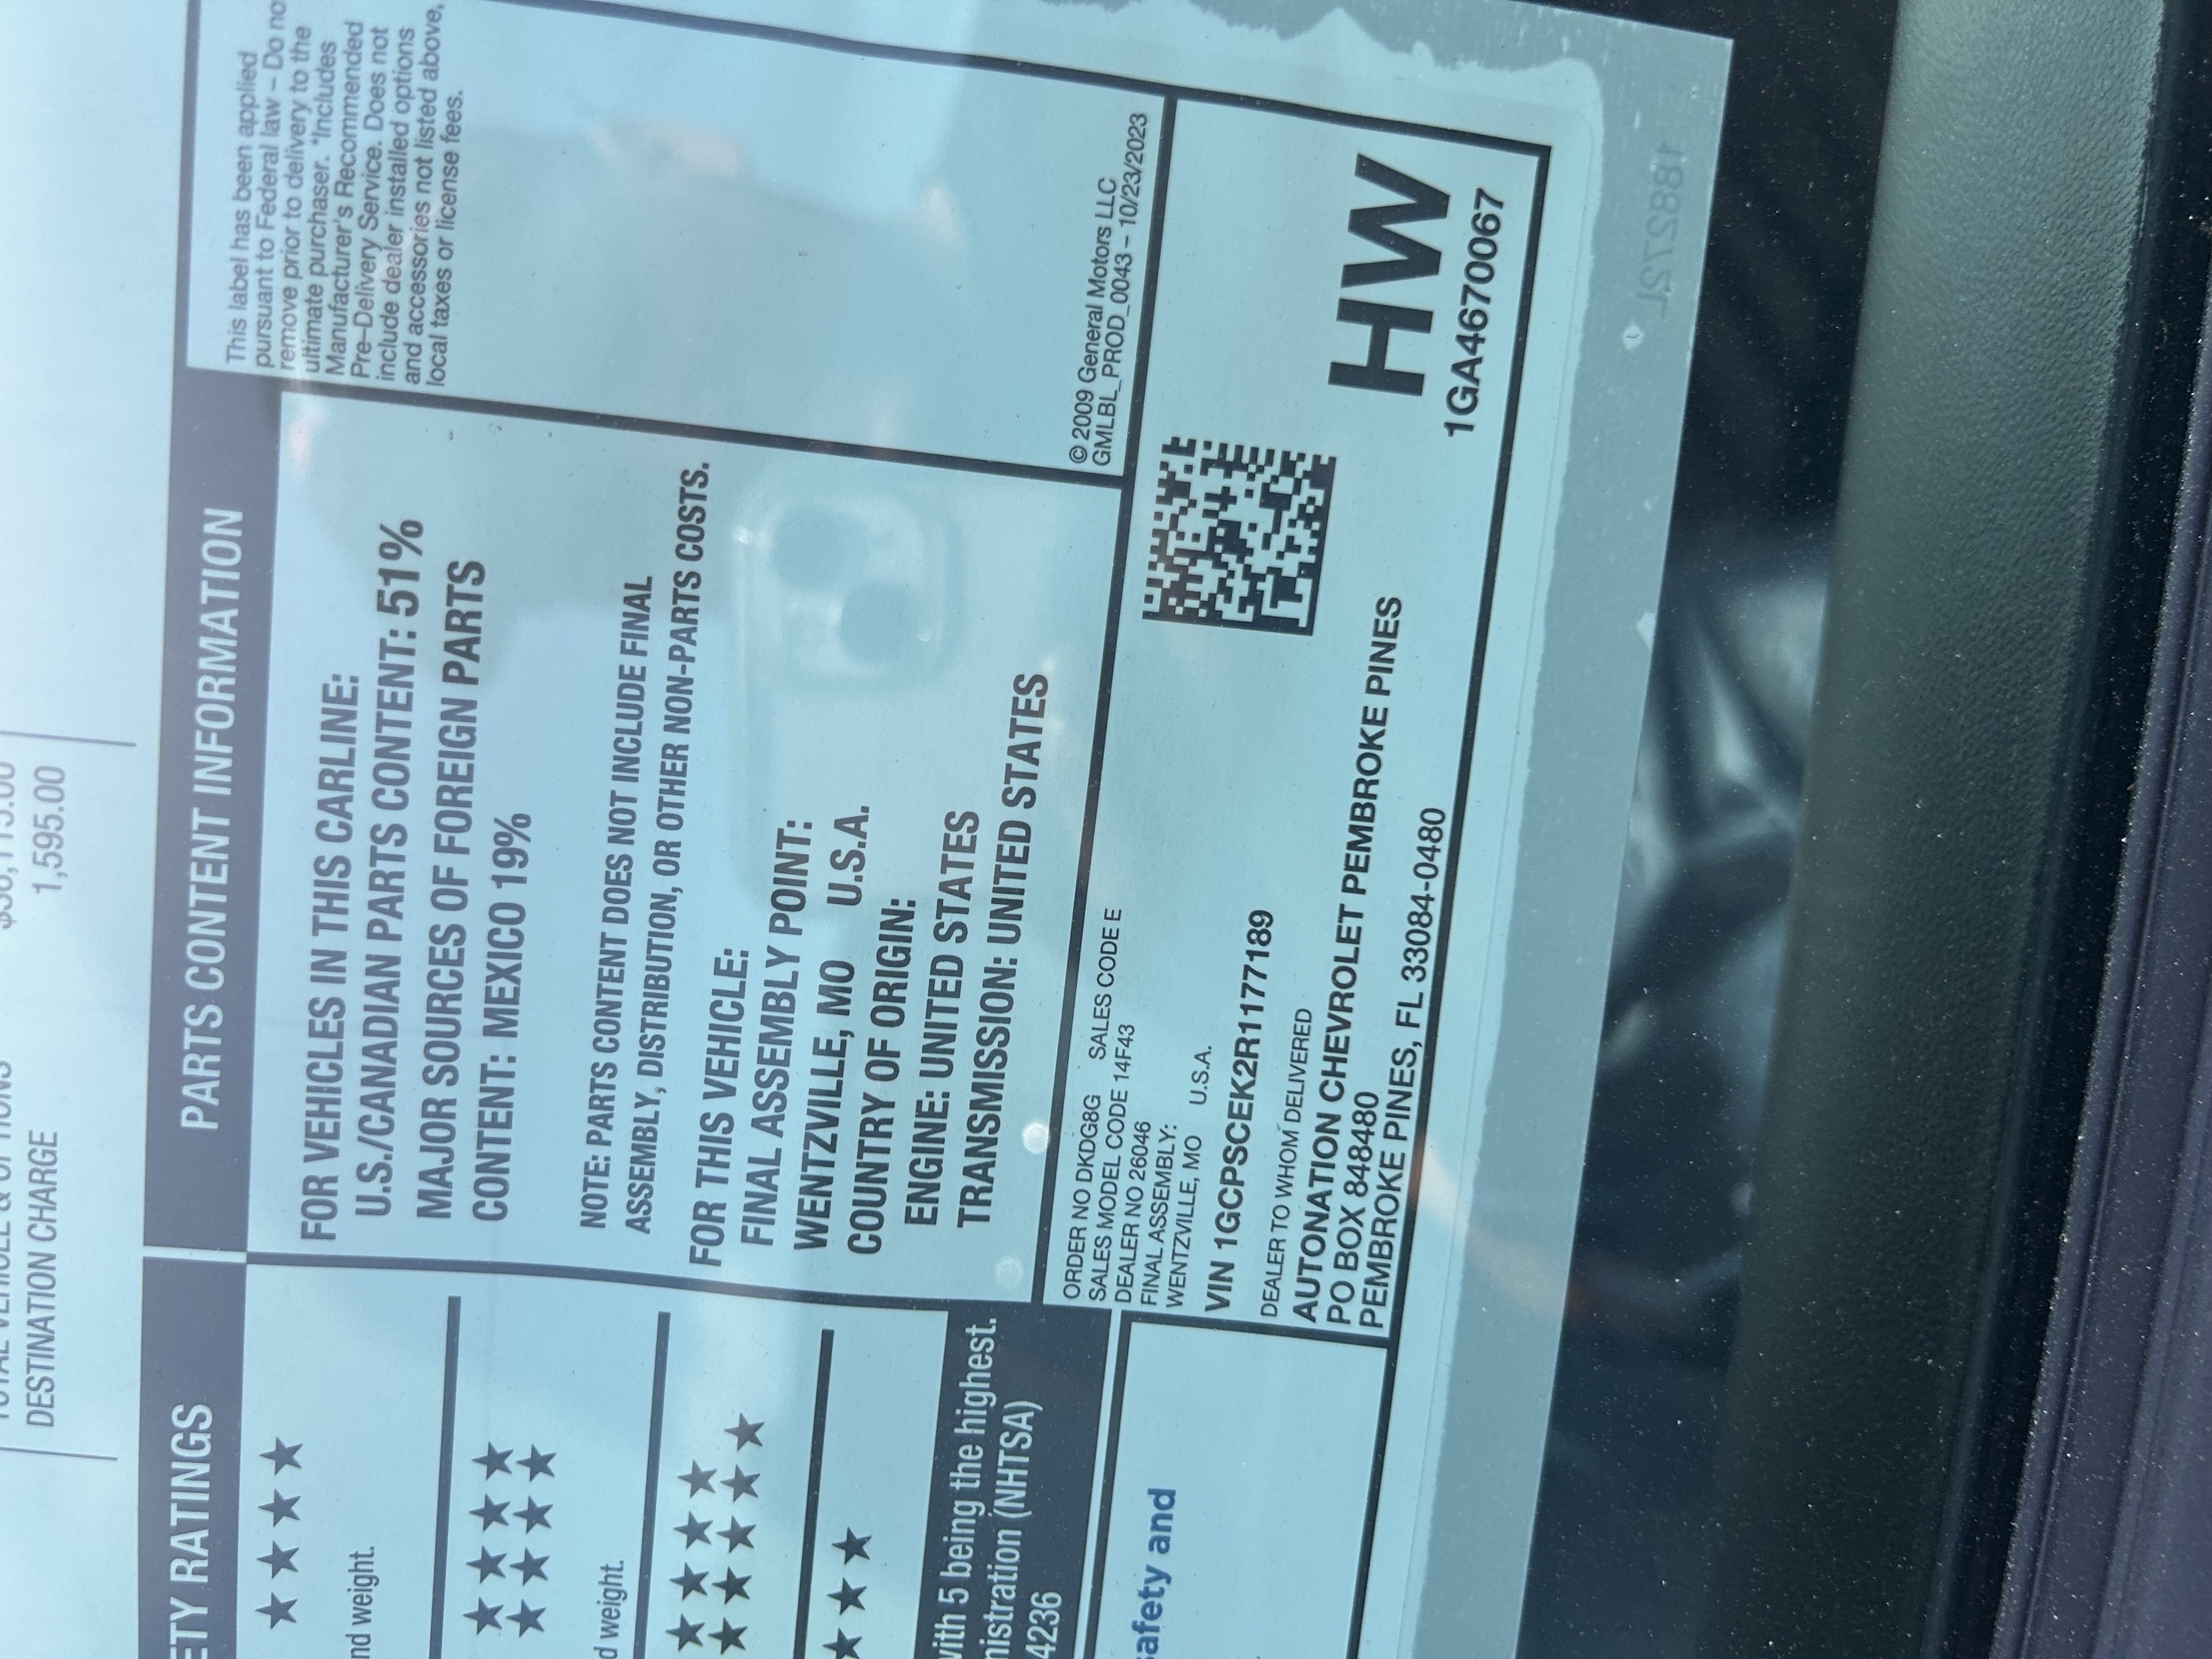 DESTINATION CHARGE 1,595.00
ETY RATINGS
nd weight.
d weight.
with 5 being the highest.
nistration (NHTSA)
4236
afety and
PARTS CONTENT INFORMATION
FOR VEHICLES IN THIS CARLINE:
U.S./CANADIAN PARTS CONTENT: 51%
MAJOR SOURCES OF FOREIGN PARTS
CONTENT: MEXICO 19%
NOTE: PARTS CONTENT DOES NOT INCLUDE FINAL
ASSEMBLY, DISTRIBUTION, OR OTHER NON-PARTS COSTS.
FOR THIS VEHICLE:
FINAL ASSEMBLY POINT:
WENTZVILLE, MO U.S.A.
COUNTRY OF ORIGIN:
ENGINE: UNITED STATES
TRANSMISSION: UNITED STATES
This label has been applied
pursuant to Federal law – Do no
remove prior to delivery to the
ultimate purchaser. *Includes
Manufacturer's Recommended
Pre–Delivery Service. Does not
include dealer installed options
and accessories not listed above,
local taxes or license fees.
© 2009 General Motors LLC
GMLBL_PROD_0043 – 10/23/2023
ORDER NO DKDG8G SALES CODE E
SALES MODEL CODE 14F43
DEALER NO 26046
FINAL ASSEMBLY:
WENTZVILLE, MO U.S.A.
VIN 1GCPSCEK2R1177189
DEALER TO WHOM DELIVERED
AUTONATION CHEVROLET PEMBROKE PINES
PO BOX 848480
PEMBROKE PINES, FL 33084-0480
HW
1GA4670067